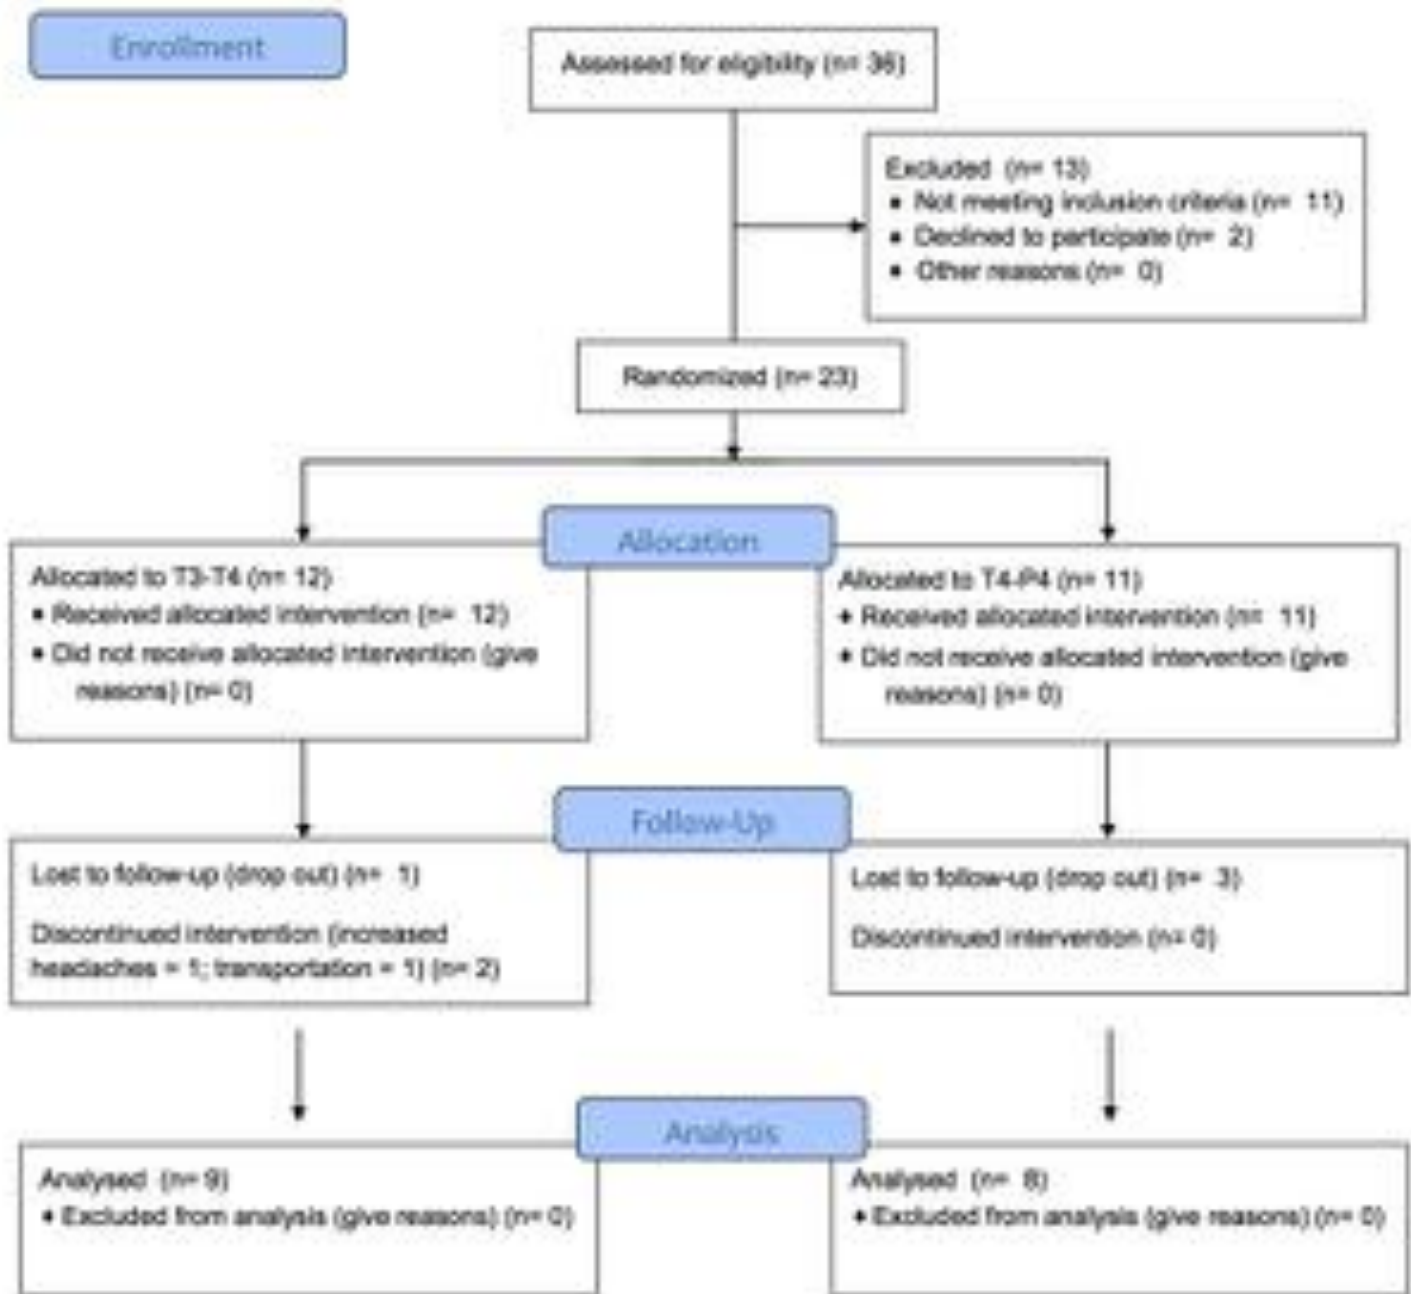 Enrollment
Assessed for eligibility (n= 36)
Excluded (n= 13)
• Not meeting inclusion criteria (n= 11)
• Declined to participate (n= 2)
• Other reasons (n= 0)
Randomized (n= 23)
Allocation
Allocated to T3-T4 (n= 12)
• Received allocated intervention (n= 12)
• Did not receive allocated intervention (give
reasons) (n= 0)
Allocated to T4-P4 (n= 11)
• Received allocated intervention (n= 11)
• Did not receive allocated intervention (give
reasons) (n= 0)
Follow-Up
Lost to follow-up (drop out) (n= 1)
Discontinued intervention (increased
headaches = 1; transportation = 1) (n= 2)
Lost to follow-up (drop out) (n= 3)
Discontinued intervention (n= 0)
Analysis
Analysed (n= 9)
• Excluded from analysis (give reasons) (n= 0)
Analysed (n= 8)
• Excluded from analysis (give reasons) (n= 0)